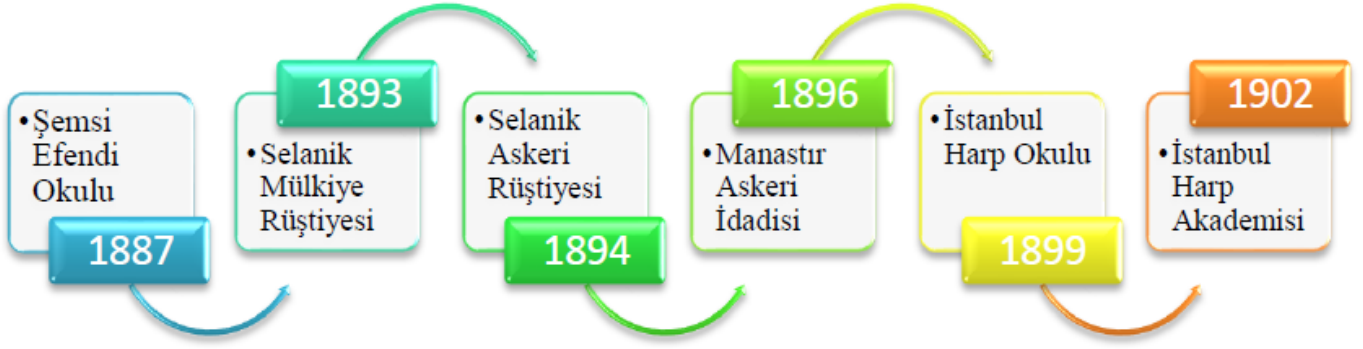 •Şemsi
Efendi
Okulu
1887
1893
•Selanik
Mülkiye
Rüştiyesi
•Selanik
Askeri
Rüştiyesi
1894
1896
•Manastır
Askeri
İdadisi
•İstanbul
Harp Okulu
1899
1902
•İstanbul
Harp
Akademisi